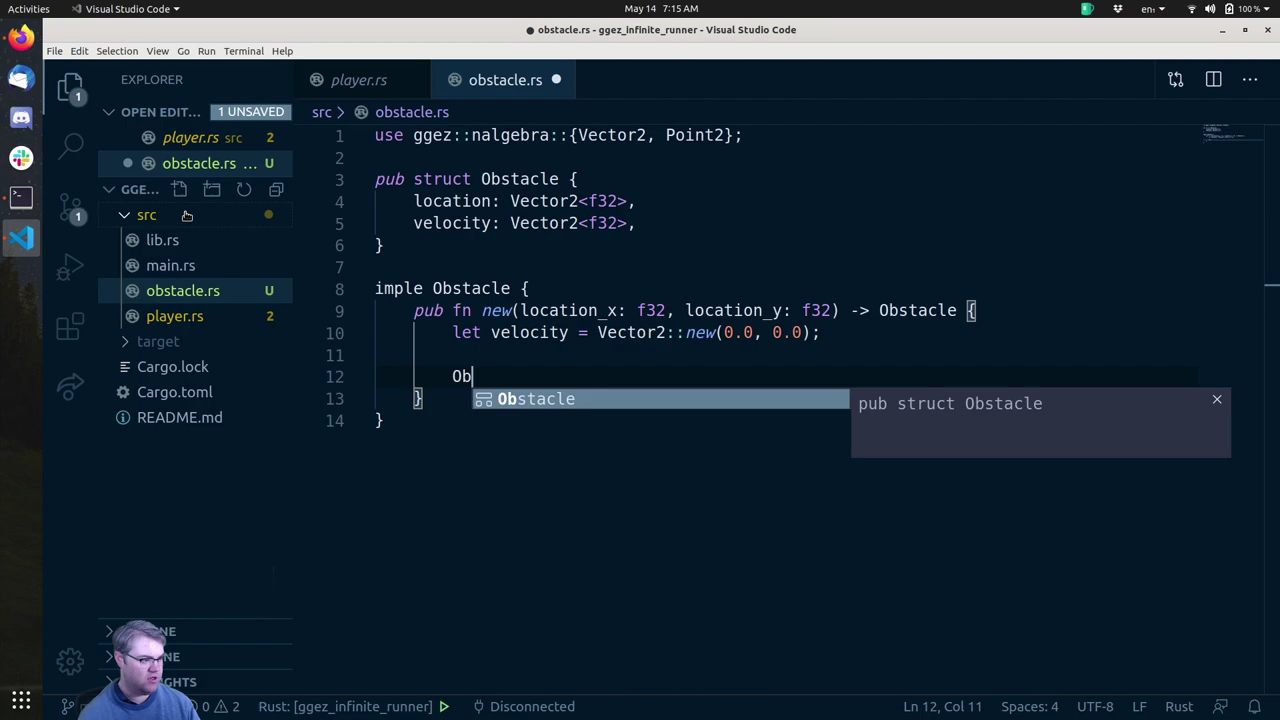 Activities
Visual Studio Code
May 14 7:15 AM
en
100 %
obstacle.rs - ggez_infinite_runner - Visual Studio Code
File Edit Selection View Go Run Terminal Help
EXPLORER
player.rs
obstacle.rs
OPEN EDIT... 1 UNSAVED
src > obstacle.rs
player.rs src 2
obstacle.rs ... U
GGE...
src
lib.rs
main.rs
obstacle.rs U
player.rs 2
target
Cargo.lock
Cargo.toml
README.md
1
1
1 use ggez::nalgebra::{Vector2, Point2};
2
3 pub struct Obstacle {
4 location: Vector2<f32>,
5 velocity: Vector2<f32>,
6 }
7
8 imple Obstacle {
9 pub fn new(location_x: f32, location_y: f32) -> Obstacle {
10 let velocity = Vector2::new(0.0, 0.0);
11
12 Ob
13 }
14 }
Obstacle
pub struct Obstacle
NE
NE
GHTS
0 2
Rust: [ggez_infinite_runner]
Disconnected
Ln 12, Col 11
Spaces: 4
UTF-8
LF
Rust